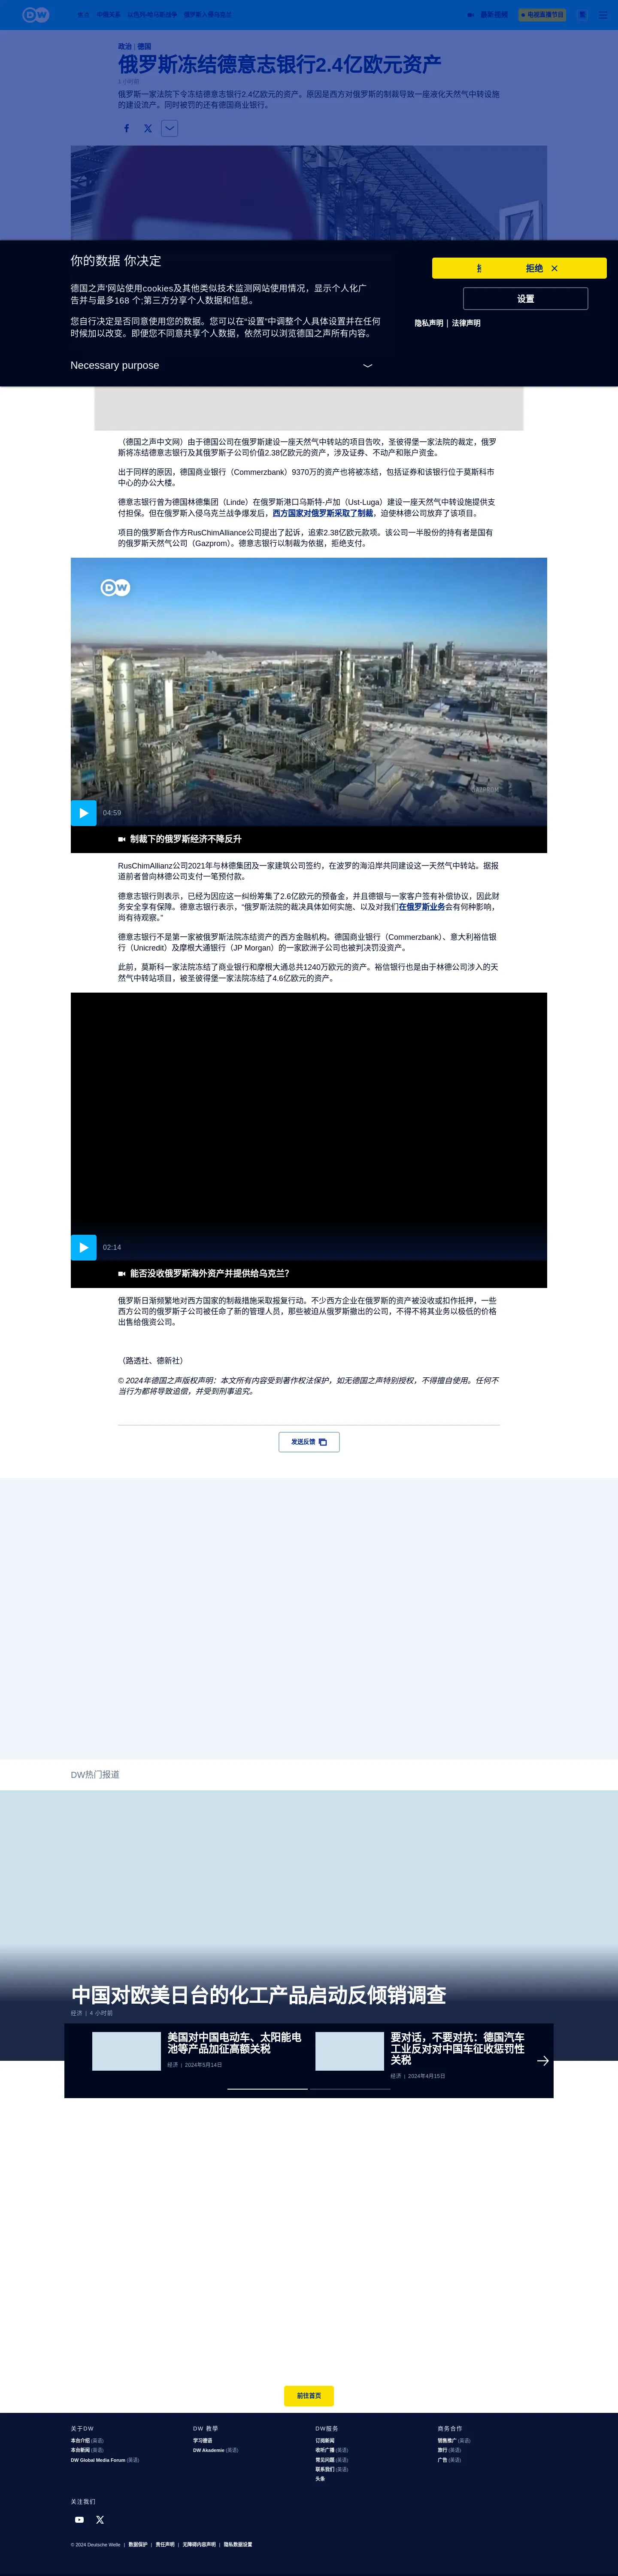 DW
中国洪灾 以色列/哈马斯战争 俄罗斯入侵乌克兰
最新视频
电视直播节目
政治 | 德国
俄罗斯冻结德意志银行2.4亿欧元资产
1 小时前
俄罗斯一家法院下令冻结德意志银行2.4亿欧元的资产。原因是西方对俄罗斯的制裁导致一座液化天然气中转设施
的建设流产。同时被罚的还有德国商业银行。
你的数据 你决定
拒绝
德国之声'网站使用cookies及其他类似技术监测网站使用情况，显示个人化广
告并与最多168 个;第三方分享个人数据和信息。
设置
您自行决定是否同意使用您的数据。您可以在“设置”中调整个人具体设置并在任何
时候加以改变。即便您不同意共享个人数据，依然可以浏览德国之声所有内容。
隐私声明 | 法律声明
Necessary purpose
（德国之声中文网）由于德国公司在俄罗斯建设一座天然气中转站的项目告吹，圣彼得堡一家法院的裁定，俄罗
斯将冻结德意志银行及其俄罗斯子公司价值2.38亿欧元的资产，涉及证券、不动产和账户资金。
出于同样的原因，德国商业银行（Commerzbank）9370万的资产也将被冻结，包括证券和该银行位于莫斯科市
中心的办公大楼。
德意志银行曾为德国林德集团（Linde）在俄罗斯港口乌斯特-卢加（Ust-Luga）建设一座天然气中转设施提供支
付担保。但在俄罗斯入侵乌克兰战争爆发后，西方国家对俄罗斯采取了制裁，迫使林德公司放弃了该项目。
项目的俄罗斯合作方RusChimAlliance公司提出了起诉，追索2.38亿欧元款项。该公司一半股份的持有者是国有
的俄罗斯天然气公司（Gazprom）。德意志银行以制裁为依据，拒绝支付。
DW
GAZPROM
04:59
制裁下的俄罗斯经济不降反升
RusChimAllianz公司2021年与林德集团及一家建筑公司签约，在波罗的海沿岸共同建设这一天然气中转站。据报
道前者曾向林德公司支付一笔预付款。
德意志银行则表示，已经为因应这一纠纷筹集了2.6亿欧元的预备金，并且德银与一家客户签有补偿协议，因此财
务安全享有保障。德意志银行表示，“俄罗斯法院的裁决具体如何实施、以及对我们在俄罗斯业务会有何种影响，
尚有待观察。”
德意志银行不是第一家被俄罗斯法院冻结资产的西方金融机构。德国商业银行（Commerzbank）、意大利裕信银
行（Unicredit）及摩根大通银行（JP Morgan）的一家欧洲子公司也被判决罚没资产。
此前，莫斯科一家法院冻结了商业银行和摩根大通总共1240万欧元的资产。裕信银行也是由于林德公司涉入的天
然气中转站项目，被圣彼得堡一家法院冻结了4.6亿欧元的资产。
02:14
能否没收俄罗斯海外资产并提供给乌克兰？
俄罗斯日渐频繁地对西方国家的制裁措施采取报复行动。不少西方企业在俄罗斯的资产被没收或扣作抵押，一些
西方公司的俄罗斯子公司被任命了新的管理人员，那些被迫从俄罗斯撤出的公司，不得不将其业务以极低的价格
出售给俄资公司。
（路透社、德新社）
© 2024年德国之声版权声明：本文所有内容受到著作权法保护，如无德国之声特别授权，不得擅自使用。任何不
当行为都将导致追偿，并受到刑事追究。
发送反馈
DW热门报道
中国对欧美日台的化工产品启动反倾销调查
经济 | 4 小时前
美国对中国电动车、太阳能电
池等产品加征高额关税
经济 | 2024年5月14日
要对话，不要对抗：德国汽车
工业反对对中国车征收惩罚性
关税
经济 | 2024年4月15日
前往首页
关于DW
本台介绍 (英语)
本台新闻 (英语)
DW Global Media Forum (英语)
DW 教學
学习德语
DW Akademie (英语)
DW服务
订阅新闻
收听广播 (英语)
常见问题 (英语)
联系我们 (英语)
头条
商务合作
销售推广 (英语)
旅行 (英语)
广告 (英语)
关注我们
© 2024 Deutsche Welle | 数据保护 | 责任声明 | 无障碍内容声明 | 隐私数据设置